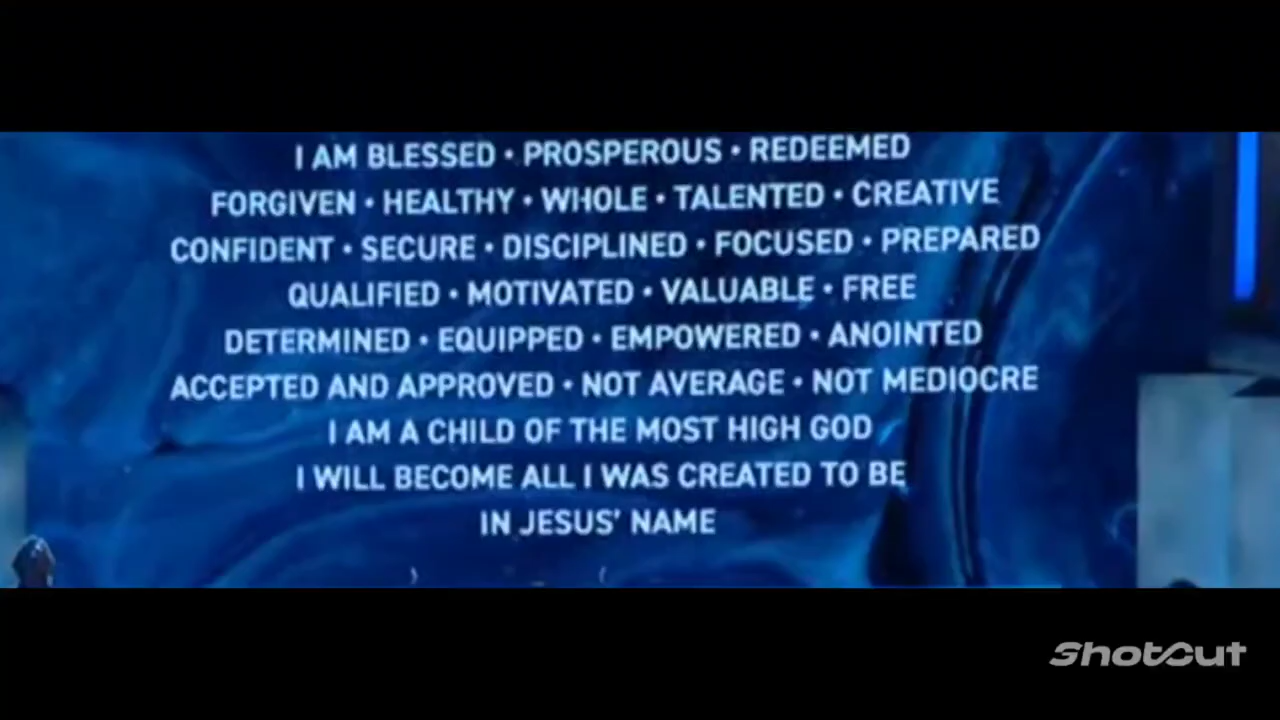 I AM BLESSED • PROSPEROUS • REDEEMED
FORGIVEN • HEALTHY • WHOLE • TALENTED • CREATIVE
CONFIDENT • SECURE • DISCIPLINED • FOCUSED • PREPARED
QUALIFIED • MOTIVATED • VALUABLE • FREE
DETERMINED • EQUIPPED • EMPOWERED • ANOINTED
ACCEPTED AND APPROVED • NOT AVERAGE • NOT MEDIOCRE
I AM A CHILD OF THE MOST HIGH GOD
I WILL BECOME ALL I WAS CREATED TO BE
IN JESUS' NAME
ShotCut